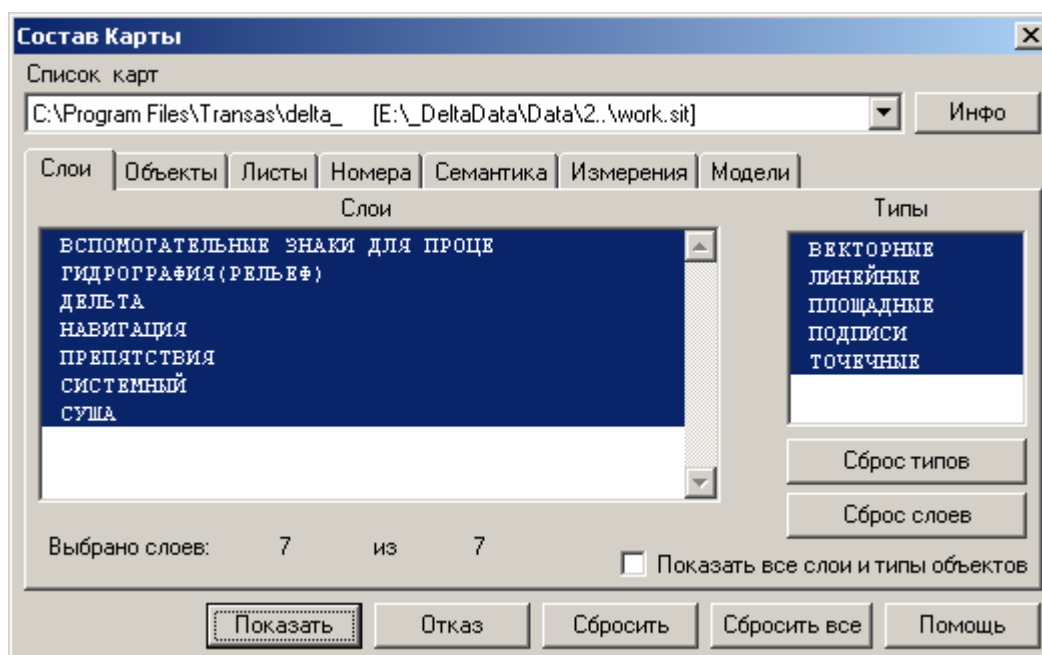 Состав Карты
Список карт
C:\Program Files\Transas\delta_ [E:\_DeltaData\Data\2..\work.sit]
Инфо
Слои Объекты Листы Номера Семантика Измерения Модели
Слои
Типы
ВСПОМОГАТЕЛЬНЫЕ ЗНАКИ ДЛЯ ПРОЦЕ
ГИДРОГРАФИЯ(РЕЛЬЕФ)
ДЕЛЬТА
НАВИГАЦИЯ
ПРЕПЯТСТВИЯ
СИСТЕМНЫЙ
СУША
ВЕКТОРНЫЕ
ЛИНЕЙНЫЕ
ПЛОЩАДНЫЕ
ПОДПИСИ
ТОЧЕЧНЫЕ
Сброс типов
Сброс слоев
Выбрано слоев: 7 из 7
Показать все слои и типы объектов
Показать Отказ Сбросить Сбросить все Помощь